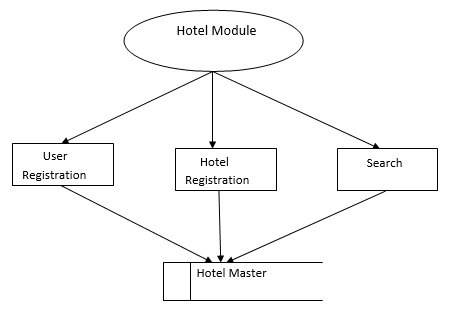 Hotel Module
User
Registration
Hotel
Registration
Search
Hotel Master